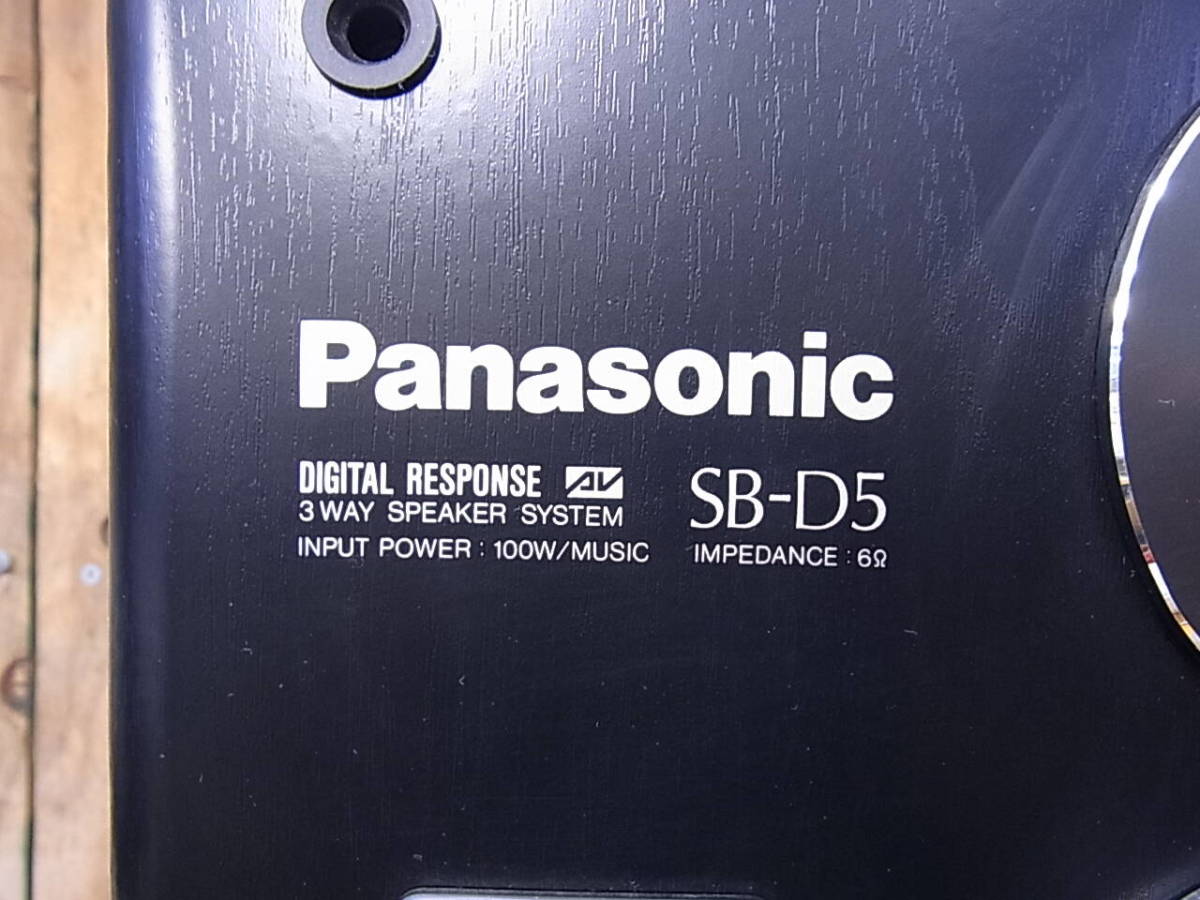 Panasonic
DIGITAL RESPONSE AV SB-D5
3 WAY SPEAKER SYSTEM
INPUT POWER : 100W/MUSIC IMPEDANCE : 6Ω